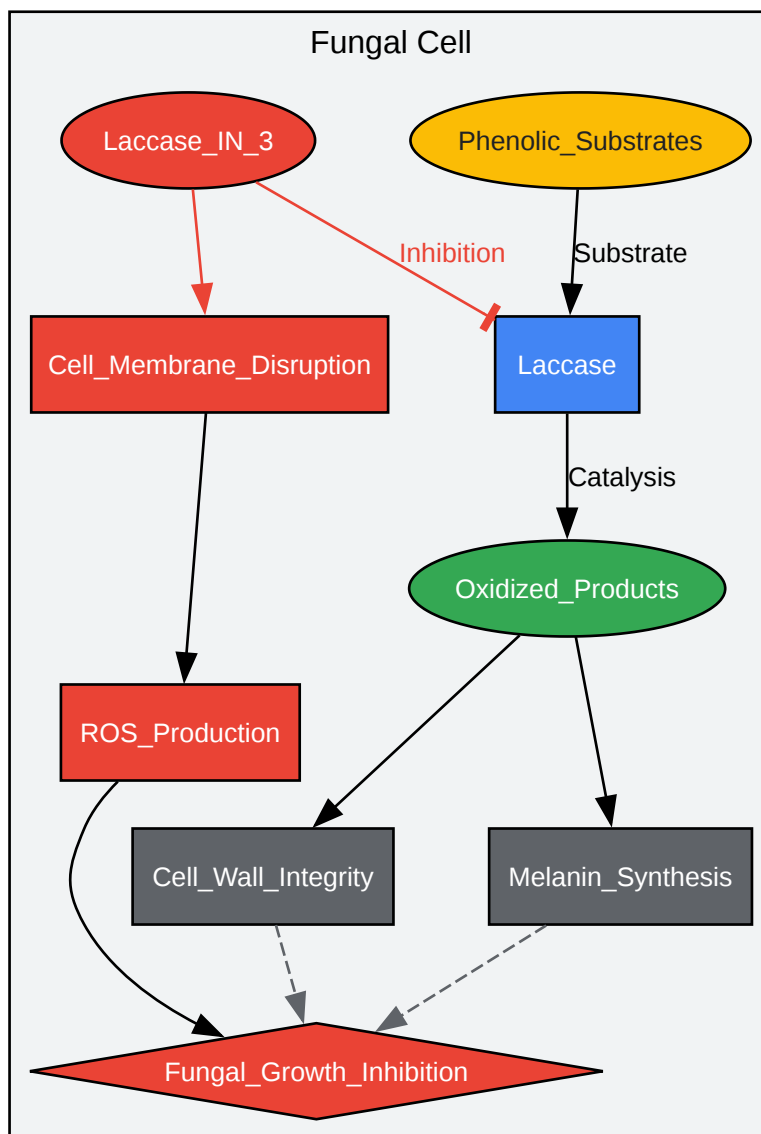 Fungal Cell
Laccase_IN_3
Phenolic_Substrates
Inhibition
Substrate
Cell_Membrane_Disruption
Laccase
Catalysis
Oxidized_Products
ROS_Production
Cell_Wall_Integrity
Melanin_Synthesis
Fungal_Growth_Inhibition